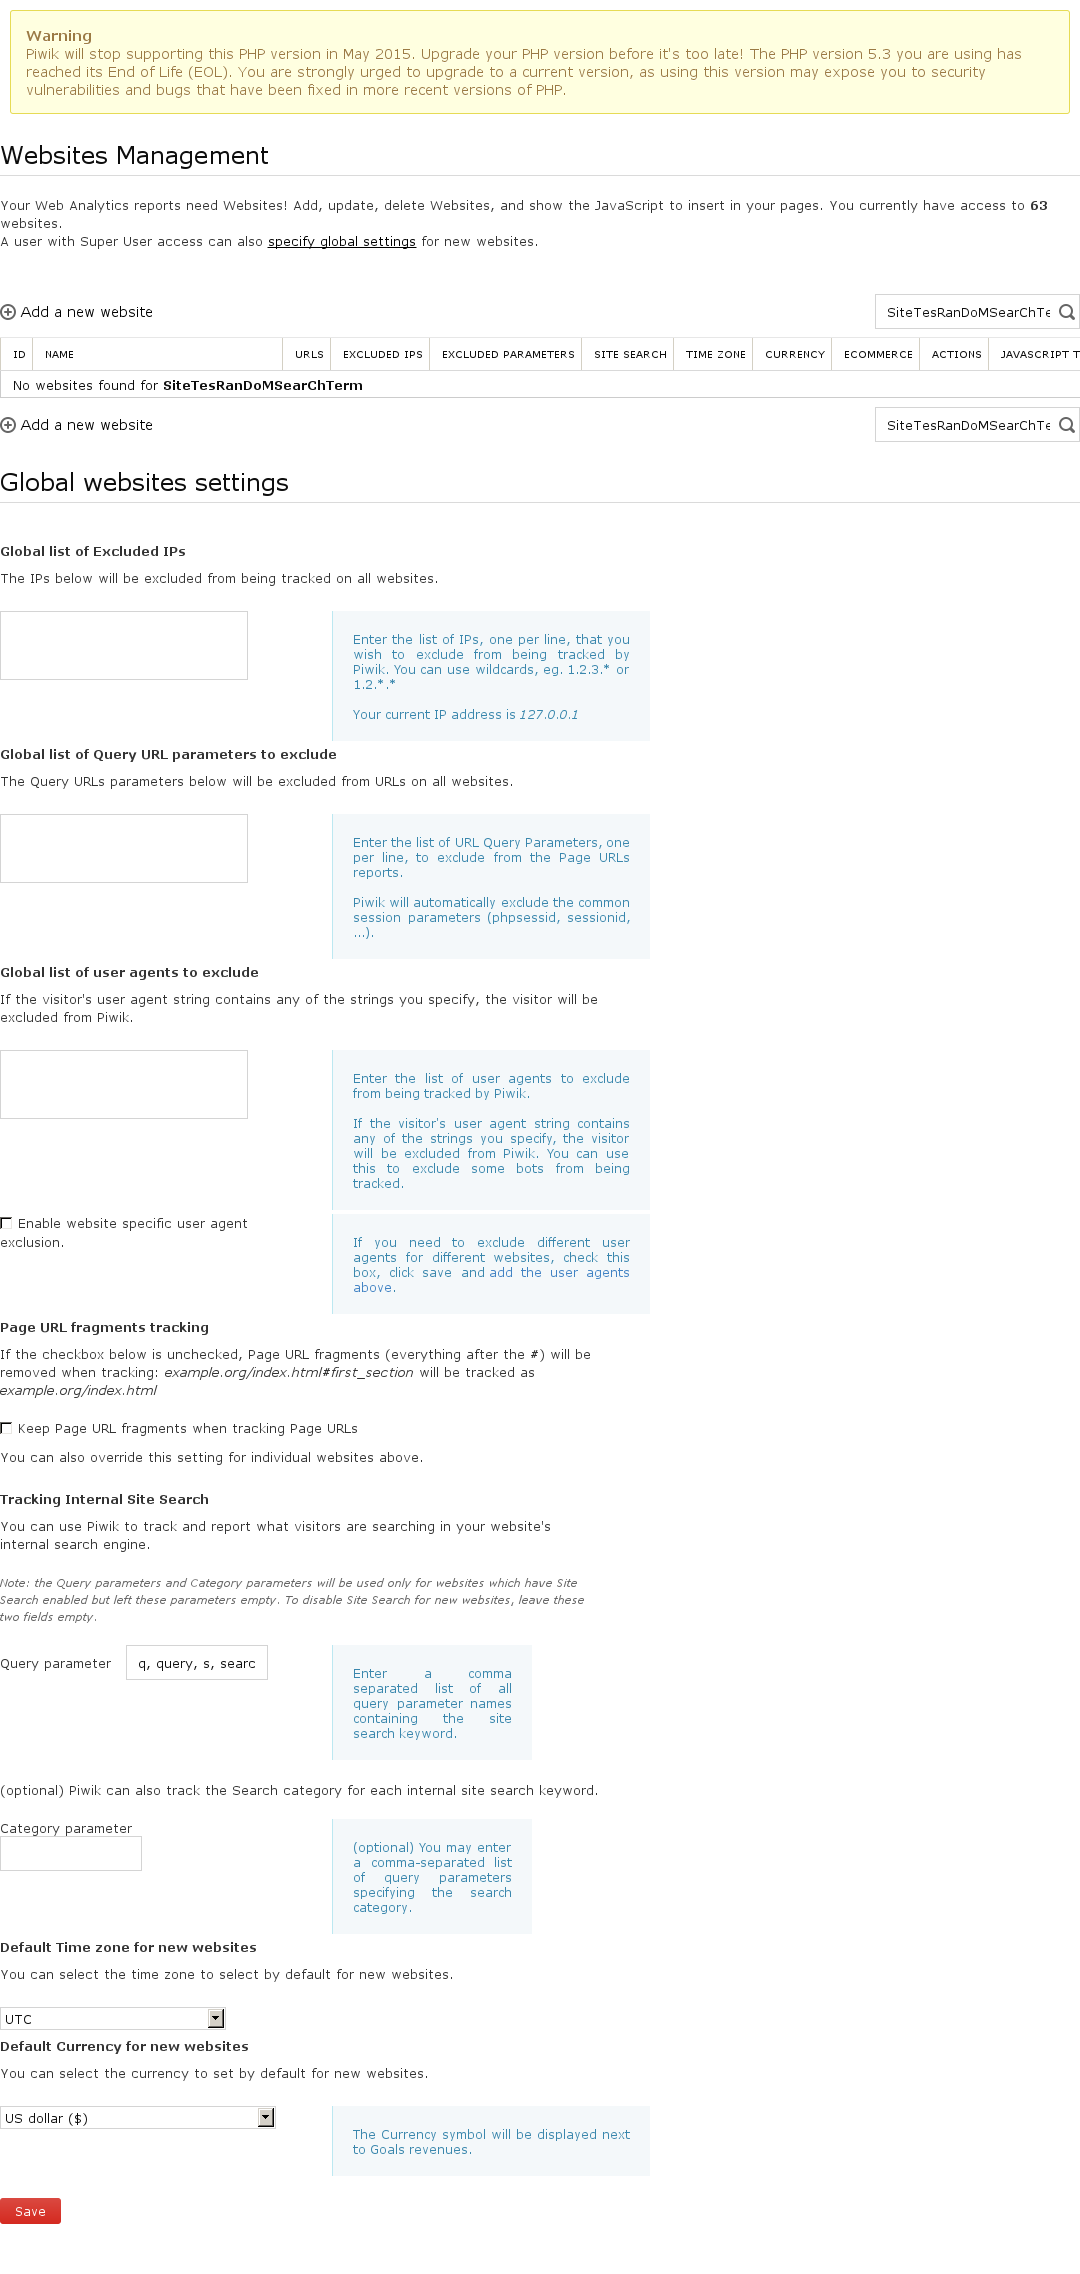 Warning
Piwik will stop supporting this PHP version in May 2015. Upgrade your PHP version before it's too late! The PHP version 5.3 you are using has
reached its End of Life (EOL). You are strongly urged to upgrade to a current version, as using this version may expose you to security
vulnerabilities and bugs that have been fixed in more recent versions of PHP.
Websites Management
Your Web Analytics reports need Websites! Add, update, delete Websites, and show the JavaScript to insert in your pages. You currently have access to 63
websites.
A user with Super User access can also specify global settings for new websites.
Add a new website SiteTesRanDoMSearChTe
ID NAME URLS EXCLUDED IPS EXCLUDED PARAMETERS SITE SEARCH TIME ZONE CURRENCY ECOMMERCE ACTIONS JAVASCRIPT T
No websites found for SiteTesRanDoMSearChTerm
Add a new website SiteTesRanDoMSearChTe
Global websites settings
Global list of Excluded IPs
The IPs below will be excluded from being tracked on all websites.
Enter the list of IPs, one per line, that you
wish to exclude from being tracked by
Piwik. You can use wildcards, eg. 1.2.3.* or
1.2.*.*
Your current IP address is 127.0.0.1
Global list of Query URL parameters to exclude
The Query URLs parameters below will be excluded from URLs on all websites.
Enter the list of URL Query Parameters, one
per line, to exclude from the Page URLs
reports.
Piwik will automatically exclude the common
session parameters (phpsessid, sessionid,
...).
Global list of user agents to exclude
If the visitor's user agent string contains any of the strings you specify, the visitor will be
excluded from Piwik.
Enter the list of user agents to exclude
from being tracked by Piwik.
If the visitor's user agent string contains
any of the strings you specify, the visitor
will be excluded from Piwik. You can use
this to exclude some bots from being
tracked.
Enable website specific user agent
exclusion.
If you need to exclude different user
agents for different websites, check this
box, click save and add the user agents
above.
Page URL fragments tracking
If the checkbox below is unchecked, Page URL fragments (everything after the #) will be
removed when tracking: example.org/index.html#first_section will be tracked as
example.org/index.html
Keep Page URL fragments when tracking Page URLs
You can also override this setting for individual websites above.
Tracking Internal Site Search
You can use Piwik to track and report what visitors are searching in your website's
internal search engine.
Note: the Query parameters and Category parameters will be used only for websites which have Site
Search enabled but left these parameters empty. To disable Site Search for new websites, leave these
two fields empty.
Query parameter q, query, s, searc
Enter a comma
separated list of all
query parameter names
containing the site
search keyword.
(optional) Piwik can also track the Search category for each internal site search keyword.
Category parameter
(optional) You may enter
a comma-separated list
of query parameters
specifying the search
category.
Default Time zone for new websites
You can select the time zone to select by default for new websites.
UTC
Default Currency for new websites
You can select the currency to set by default for new websites.
US dollar ($)
The Currency symbol will be displayed next
to Goals revenues.
Save